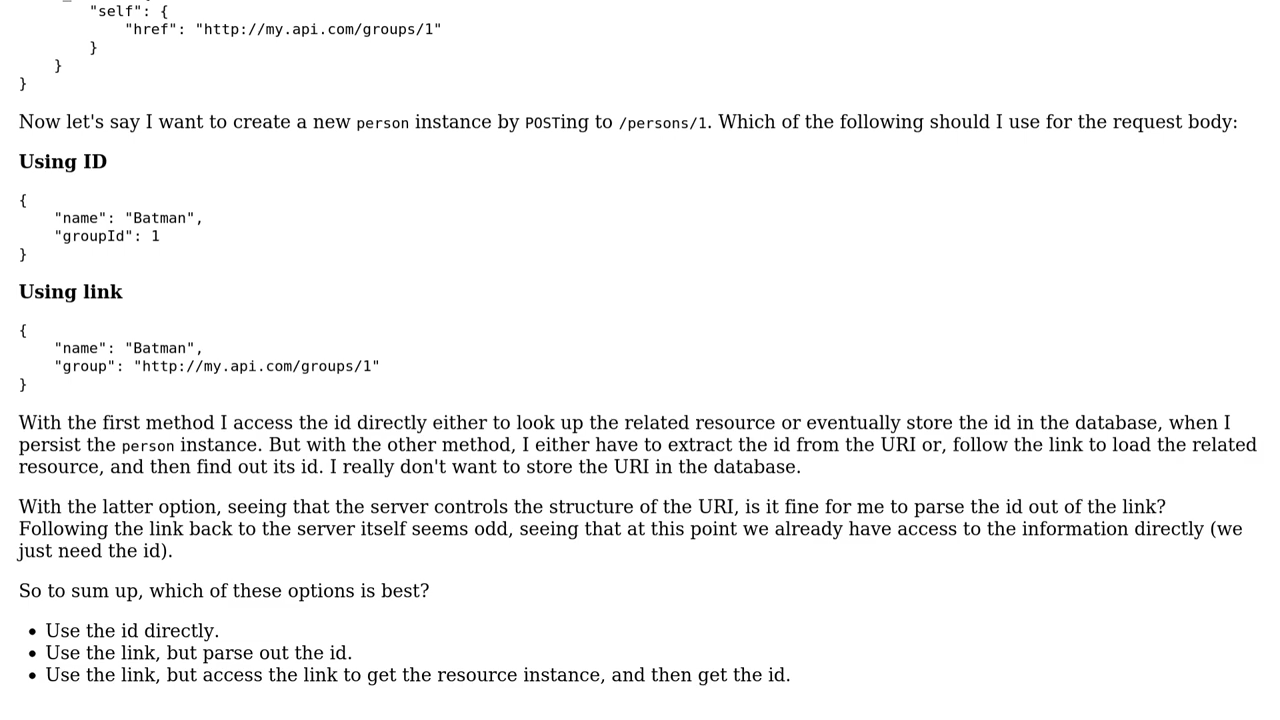 "self": {
"href": "http://my.api.com/groups/1"
}
}
}
Now let's say I want to create a new person instance by POSTing to /persons/1. Which of the following should I use for the request body:
Using ID
{
"name": "Batman",
"groupId": 1
}
Using link
{
"name": "Batman",
"group": "http://my.api.com/groups/1"
}
With the first method I access the id directly either to look up the related resource or eventually store the id in the database, when I
persist the person instance. But with the other method, I either have to extract the id from the URI or, follow the link to load the related
resource, and then find out its id. I really don't want to store the URI in the database.
With the latter option, seeing that the server controls the structure of the URI, is it fine for me to parse the id out of the link?
Following the link back to the server itself seems odd, seeing that at this point we already have access to the information directly (we
just need the id).
So to sum up, which of these options is best?
• Use the id directly.
• Use the link, but parse out the id.
• Use the link, but access the link to get the resource instance, and then get the id.